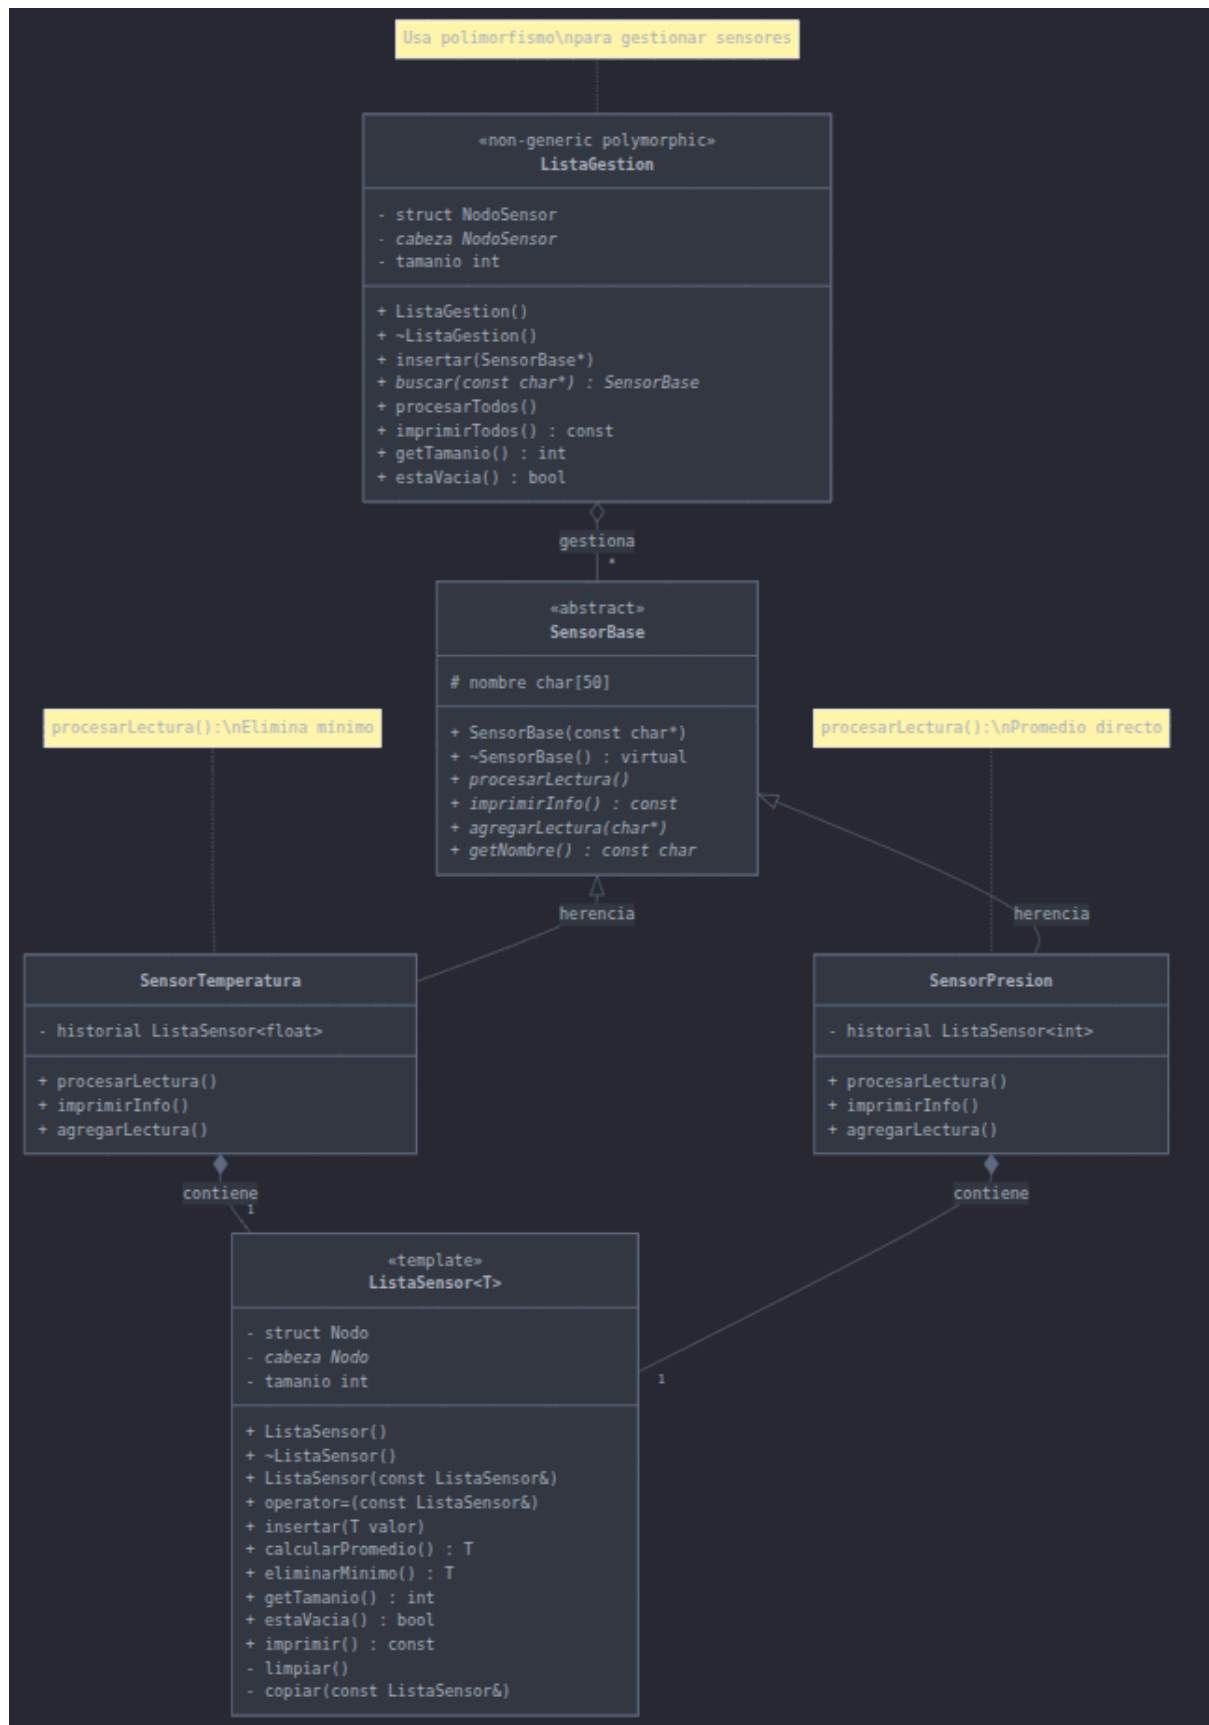 Usa polimorfismo\npara gestionar sensores
«non-generic polymorphic»
ListaGestion
- struct NodoSensor
- cabeza NodoSensor
- tamanio int
+ ListaGestion()
+ ~ListaGestion()
+ insertar(SensorBase*)
+ buscar(const char*) : SensorBase
+ procesarTodos()
+ imprimirTodos() : const
+ getTamanio() : int
+ estaVacia() : bool
gestiona
*
«abstract»
SensorBase
# nombre char[50]
+ SensorBase(const char*)
+ ~SensorBase() : virtual
+ procesarLectura()
+ imprimirInfo() : const
+ agregarLectura(char*)
+ getNombre() : const char
procesarLectura():\nElimina mínimo
procesarLectura():\nPromedio directo
herencia
herencia
SensorTemperatura
- historial ListaSensor<float>
+ procesarLectura()
+ imprimirInfo()
+ agregarLectura()
SensorPresion
- historial ListaSensor<int>
+ procesarLectura()
+ imprimirInfo()
+ agregarLectura()
contiene
1
contiene
1
«template»
ListaSensor<T>
- struct Nodo
- cabeza Nodo
- tamanio int
+ ListaSensor()
+ ~ListaSensor()
+ ListaSensor(const ListaSensor&)
+ operator=(const ListaSensor&)
+ insertar(T valor)
+ calcularPromedio() : T
+ eliminarMinimo() : T
+ getTamanio() : int
+ estaVacia() : bool
+ imprimir() : const
- limpiar()
- copiar(const ListaSensor&)